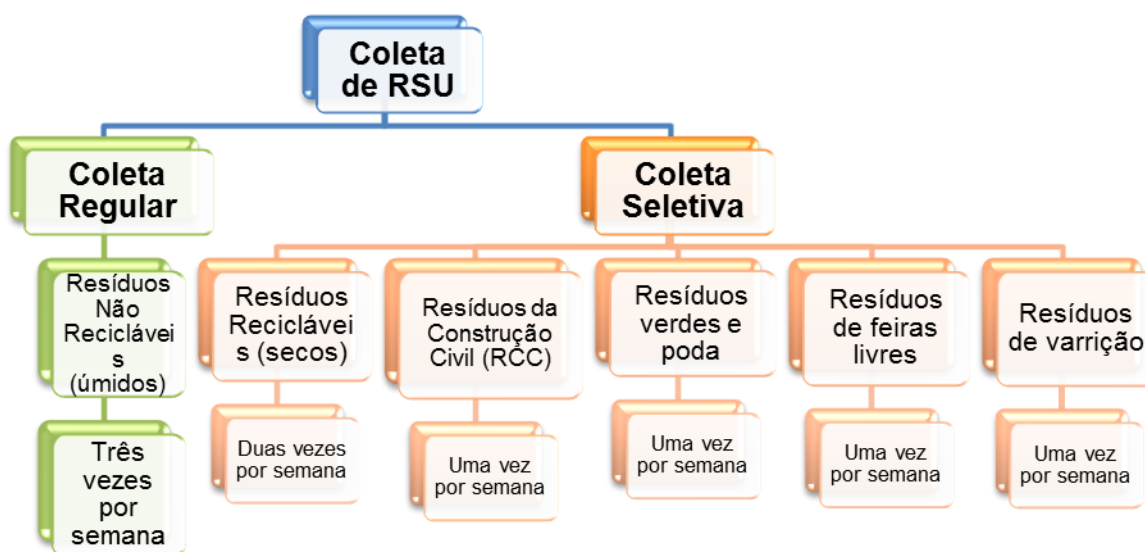 Coleta
de RSU
Coleta
Regular
Coleta
Seletiva
Resíduos
Não
Reciclávei
s
(úmidos)
Resíduos
Reciclávei
s (secos)
Resíduos da
Construção
Civil (RCC)
Resíduos
verdes e
poda
Resíduos
de feiras
livres
Resíduos
de varrição
Três
vezes
por
semana
Duas vezes
por semana
Uma vez
por semana
Uma vez
por semana
Uma vez
por semana
Uma vez
por semana